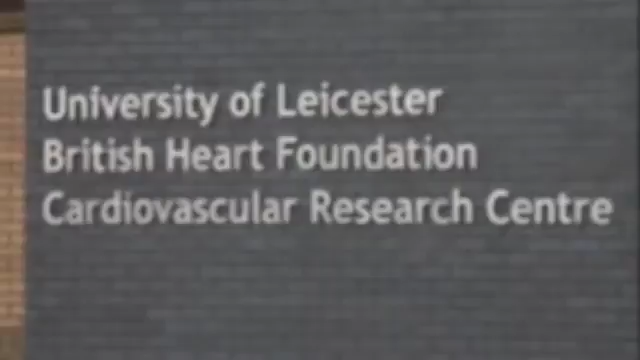 University of Leicester
British Heart Foundation
Cardiovascular Research Centre